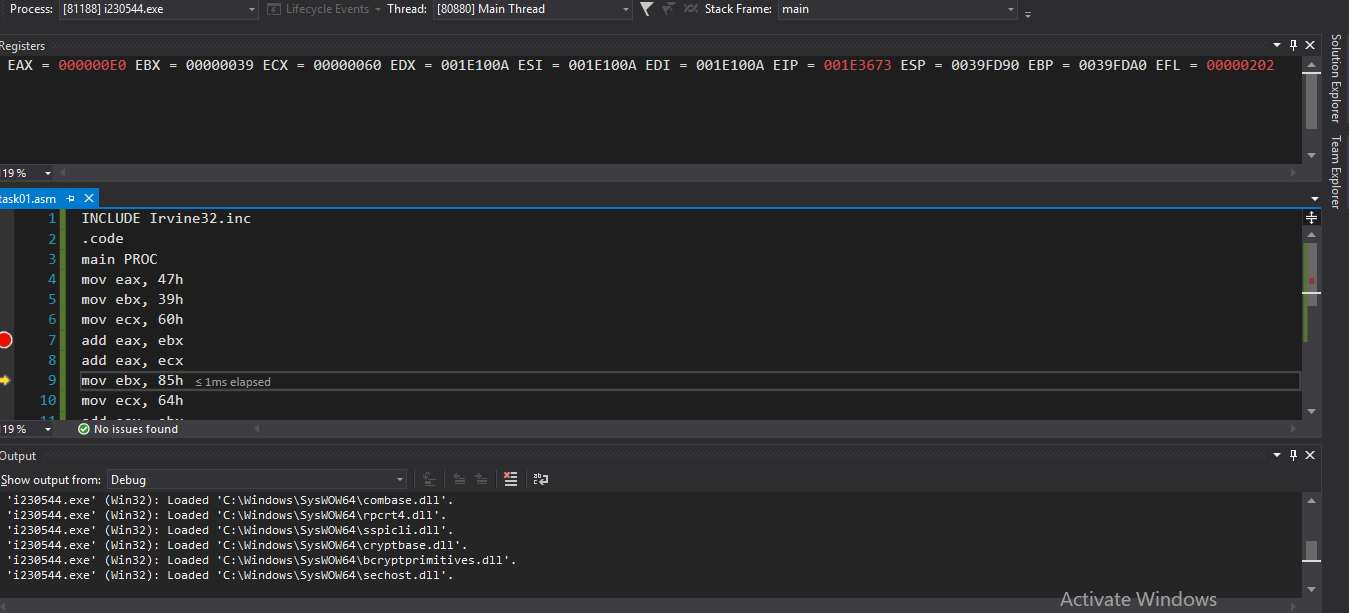 Process: [81188] i230544.exe Lifecycle Events Thread: [80880] Main Thread Stack Frame: main
Registers
EAX = 000000E0 EBX = 00000039 ECX = 00000060 EDX = 001E100A ESI = 001E100A EDI = 001E100A EIP = 001E3673 ESP = 0039FD90 EBP = 0039FDA0 EFL = 00000202
Solution Explorer
Team Explorer
19 %
task01.asm
1 INCLUDE Irvine32.inc
2 .code
3 main PROC
4 mov eax, 47h
5 mov ebx, 39h
6 mov ecx, 60h
7 add eax, ebx
8 add eax, ecx
9 mov ebx, 85h ≤ 1ms elapsed
10 mov ecx, 64h
11
19 % No issues found
Output
Show output from: Debug
'i230544.exe' (Win32): Loaded 'C:\Windows\SysWOW64\combase.dll'.
'i230544.exe' (Win32): Loaded 'C:\Windows\SysWOW64\rpcrt4.dll'.
'i230544.exe' (Win32): Loaded 'C:\Windows\SysWOW64\sspicli.dll'.
'i230544.exe' (Win32): Loaded 'C:\Windows\SysWOW64\cryptbase.dll'.
'i230544.exe' (Win32): Loaded 'C:\Windows\SysWOW64\bcryptprimitives.dll'.
'i230544.exe' (Win32): Loaded 'C:\Windows\SysWOW64\sechost.dll'.
Activate Windows